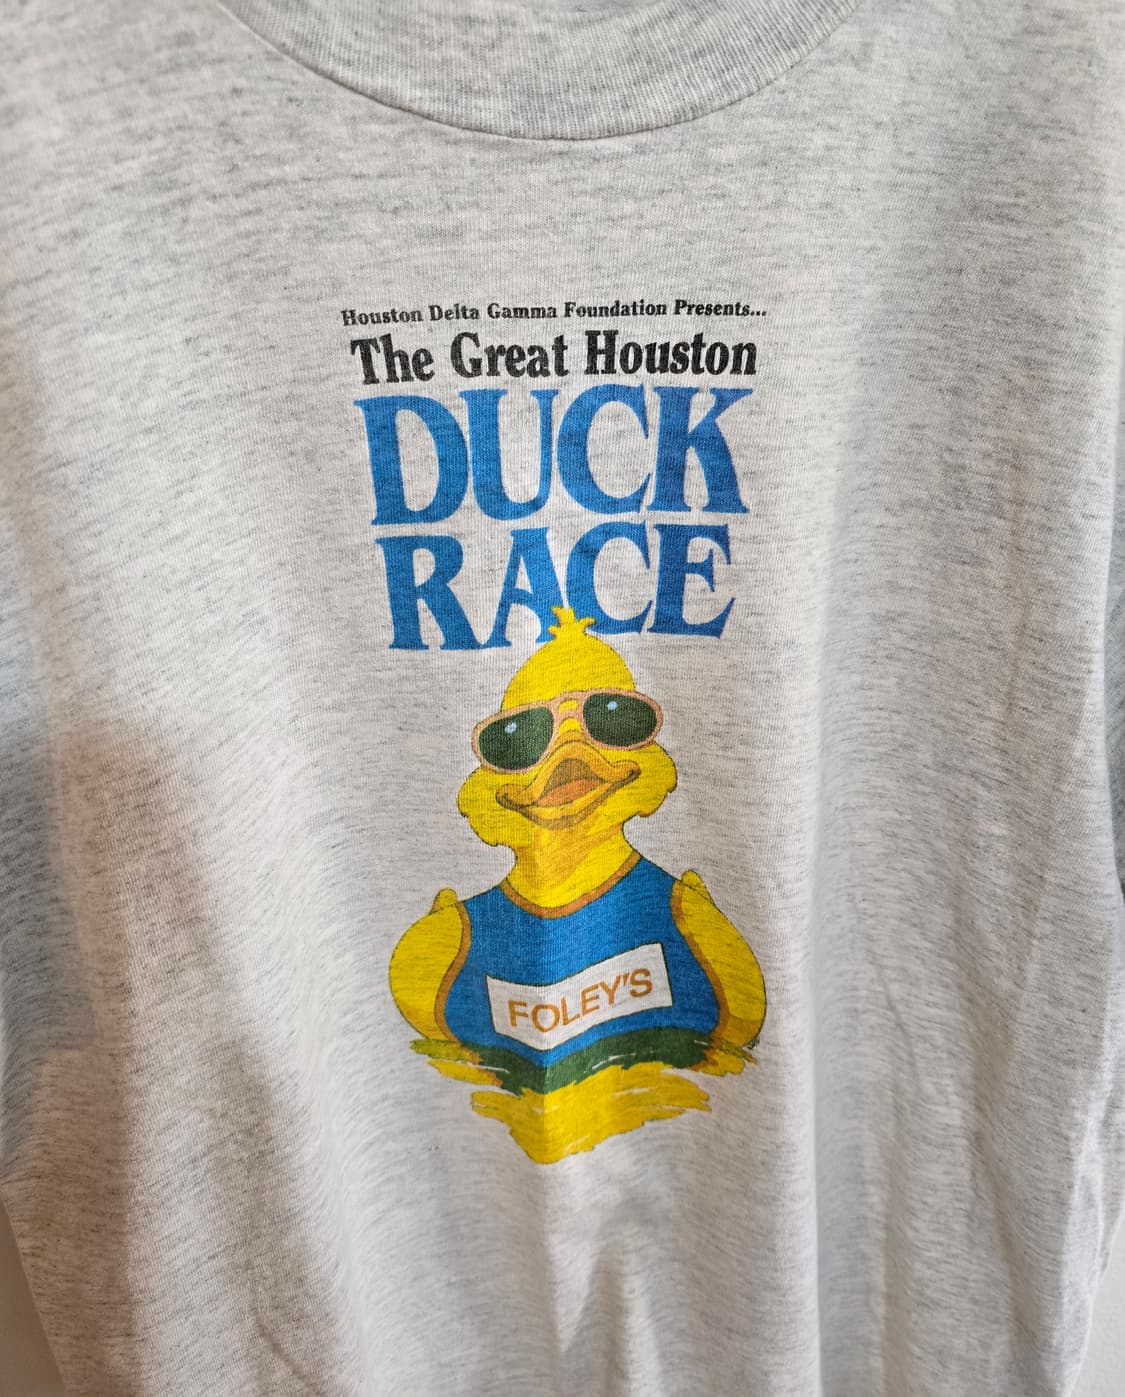 Houston Delta Gamma Foundation Presents...
The Great Houston
DUCK
RACE
FOLEY'S